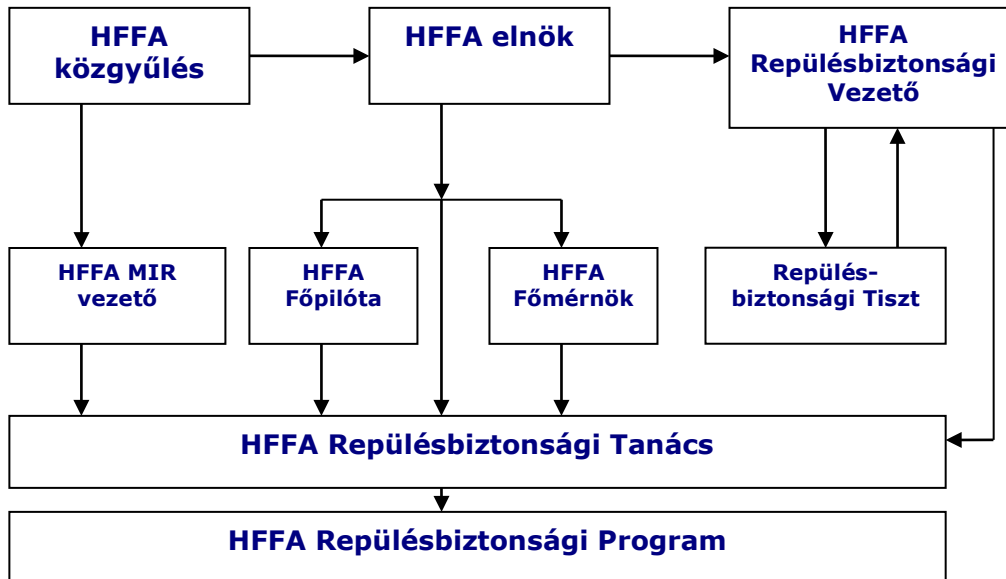 HFFA
közgyűlés
HFFA elnök
HFFA
Repülésbiztonsági
Vezető
HFFA MIR
vezető
HFFA
Főpilóta
HFFA
Főmérnök
Repülés-
biztonsági Tiszt
HFFA Repülésbiztonsági Tanács
HFFA Repülésbiztonsági Program